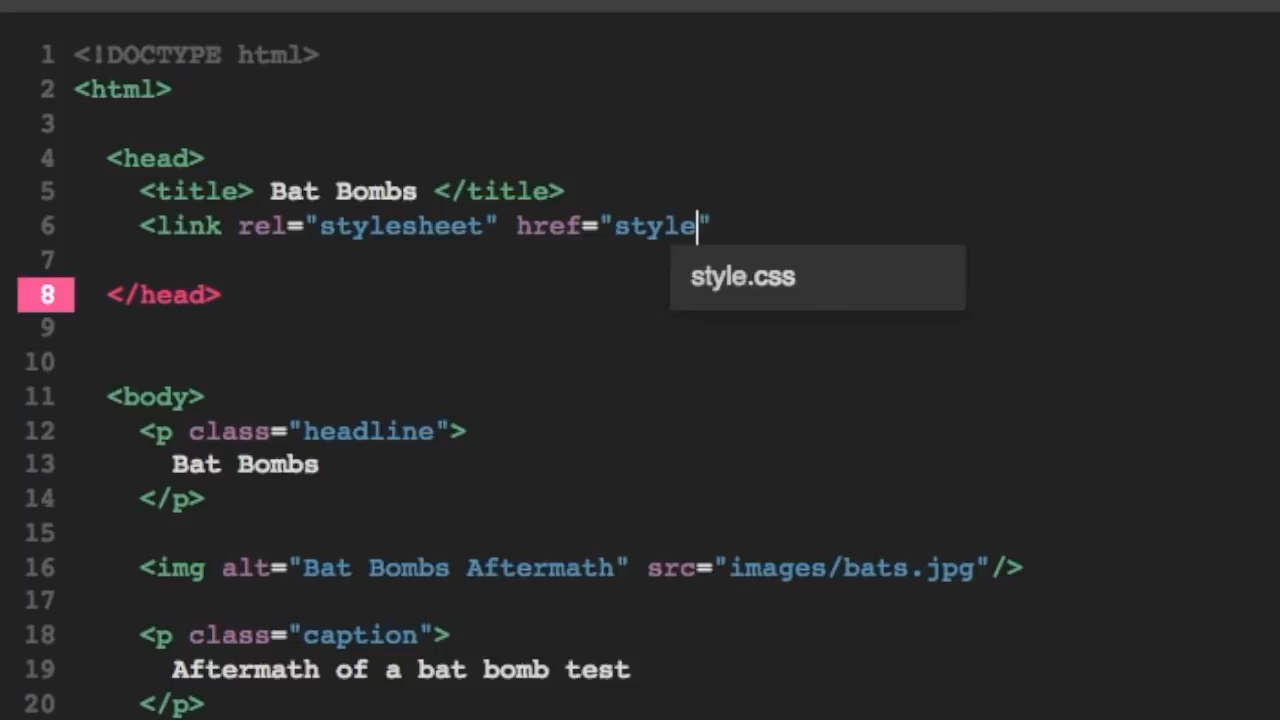 1 <!DOCTYPE html>
2 <html>
3
4 <head>
5 <title> Bat Bombs </title>
6 <link rel="stylesheet" href="style"
7
style.css
8 </head>
9
10
11 <body>
12 <p class="headline">
13 Bat Bombs
14 </p>
15
16 <img alt="Bat Bombs Aftermath" src="images/bats.jpg"/>
17
18 <p class="caption">
19 Aftermath of a bat bomb test
20 </p>